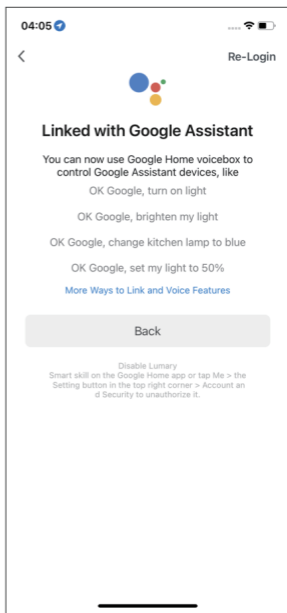 04:05
Re-Login
Linked with Google Assistant
You can now use Google Home voicebox to
control Google Assistant devices, like
OK Google, turn on light
OK Google, brighten my light
OK Google, change kitchen lamp to blue
OK Google, set my light to 50%
More Ways to Link and Voice Features
Back
Disable Lumary
Smart skill on the Google Home app or tap Me > the
Setting button in the top right corner > Account an
d Security to unauthorize it.